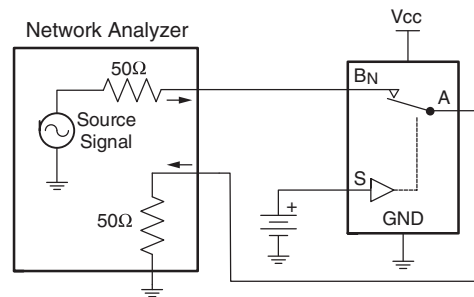 Network Analyzer
50Ω
Source
Signal
50Ω
Vcc
BN
A
S
+
GND